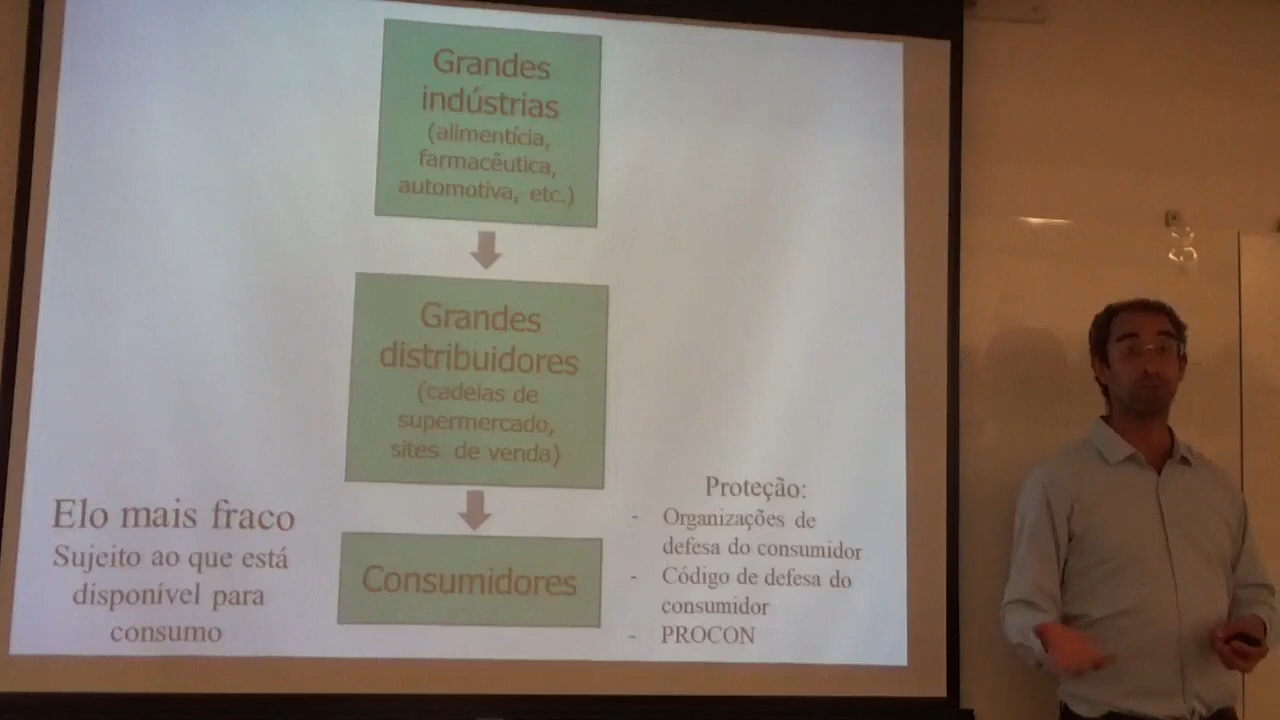 Grandes
indústrias
(alimentícia,
farmacêutica,
automotiva, etc.)
Grandes
distribuidores
(cadeias de
supermercado,
sites de venda)
Elo mais fraco
Sujeito ao que está
disponível para
consumo
Consumidores
Proteção:
- Organizações de
defesa do consumidor
- Código de defesa do
consumidor
- PROCON